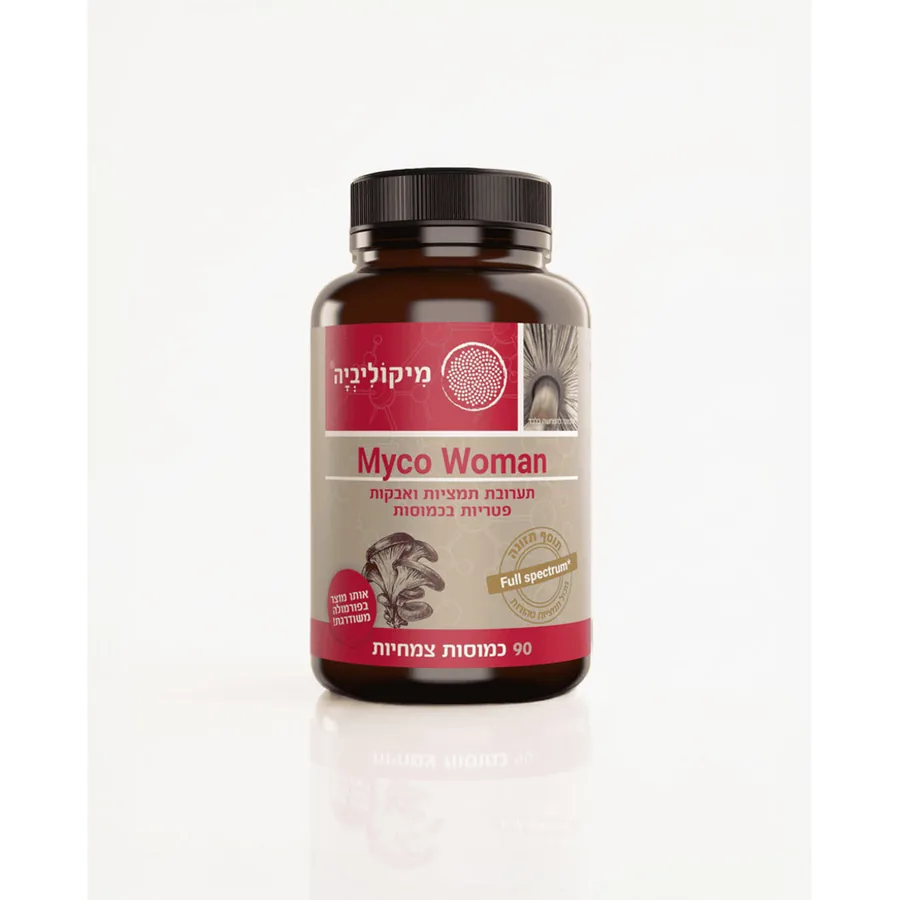 מִיקוֹלִיבְיָה®
Myco Woman
תערובת תמציות ואבקות
פטריות בכמוסות
תוסף תזונה
Full spectrum*
אותו מוצר
בפורמולה
משודרגת!
90 כמוסות צמחיות